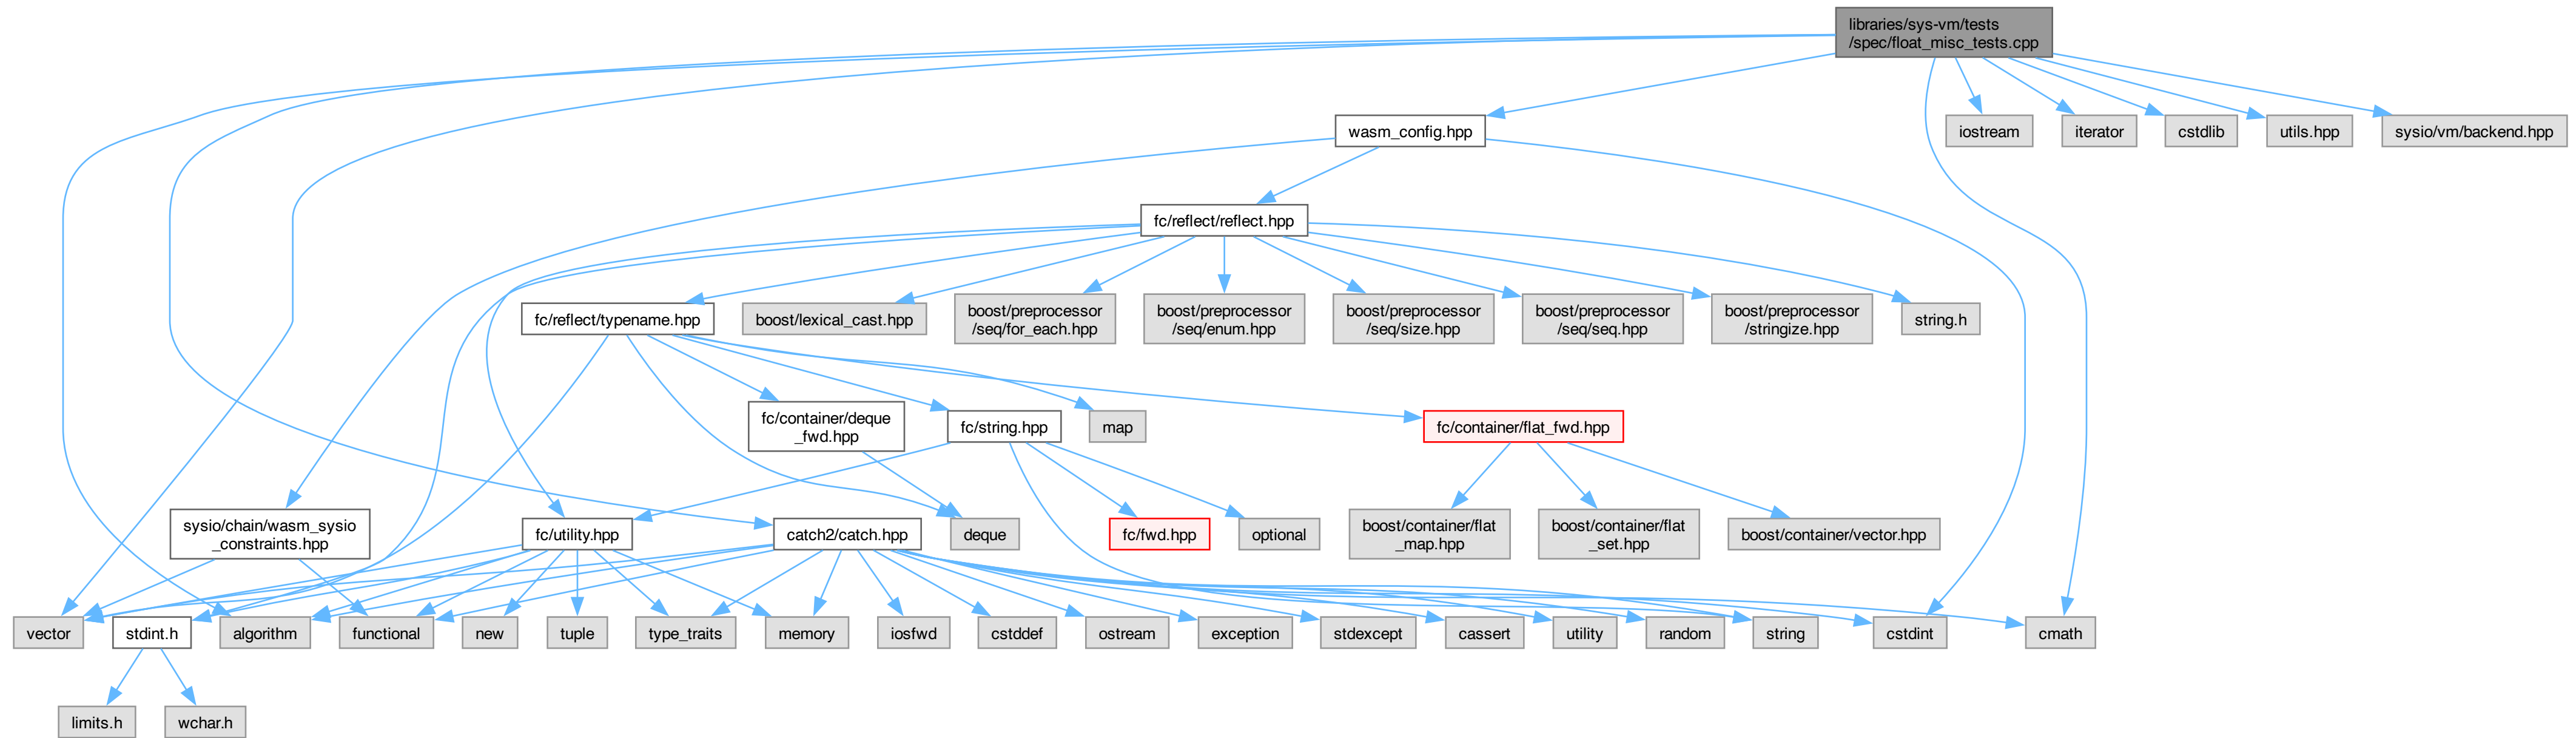 libraries/sys-vm/tests
/spec/float_misc_tests.cpp
wasm_config.hpp
iostream
iterator
cstdlib
utils.hpp
sysio/vm/backend.hpp
fc/reflect/reflect.hpp
fc/reflect/typename.hpp
boost/lexical_cast.hpp
boost/preprocessor
/seq/for_each.hpp
boost/preprocessor
/seq/enum.hpp
boost/preprocessor
/seq/size.hpp
boost/preprocessor
/seq/seq.hpp
boost/preprocessor
/stringize.hpp
string.h
fc/container/deque
_fwd.hpp
fc/string.hpp
map
fc/container/flat_fwd.hpp
sysio/chain/wasm_sysio
_constraints.hpp
fc/utility.hpp
catch2/catch.hpp
deque
fc/fwd.hpp
optional
boost/container/flat
_map.hpp
boost/container/flat
_set.hpp
boost/container/vector.hpp
vector
stdint.h
algorithm
functional
new
tuple
type_traits
memory
iosfwd
cstddef
ostream
exception
stdexcept
cassert
utility
random
string
cstdint
cmath
limits.h
wchar.h